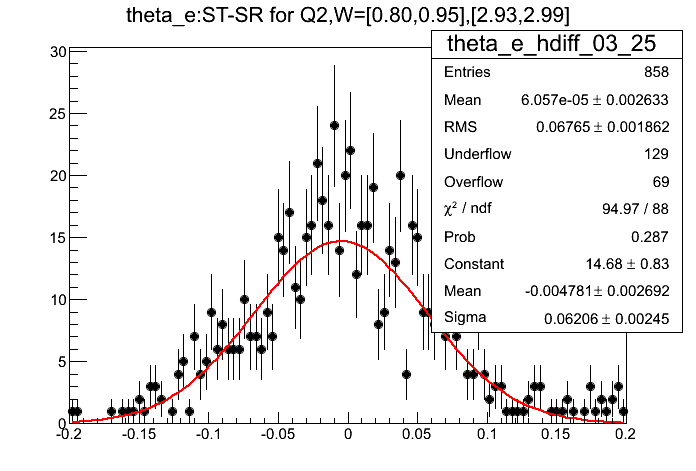 theta_e:ST-SR for Q2,W=[0.80,0.95],[2.93,2.99]
theta_e_hdiff_03_25
Entries 858
Mean 6.057e-05 ± 0.002633
RMS 0.06765 ± 0.001862
Underflow 129
Overflow 69
χ² / ndf 94.97 / 88
Prob 0.287
Constant 14.68 ± 0.83
Mean -0.004781 ± 0.002692
Sigma 0.06206 ± 0.00245
30
25
20
15
10
5
0
-0.2 -0.15 -0.1 -0.05 0 0.05 0.1 0.15 0.2